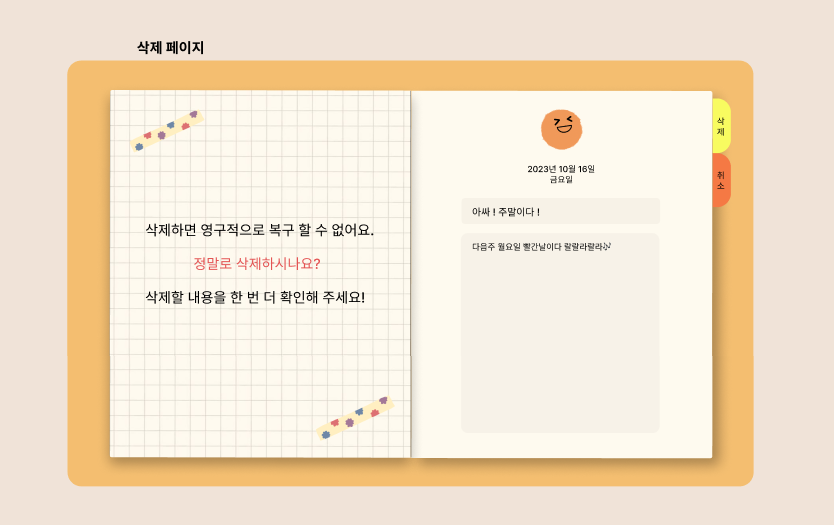 삭제 페이지
삭제하면 영구적으로 복구 할 수 없어요.
정말로 삭제하시나요?
삭제할 내용을 한 번 더 확인해 주세요!
2023년 10월 16일
금요일
아싸 ! 주말이다 !
다음주 월요일 빨간날이다 랄랄라랄라🎶
삭
제
취
소